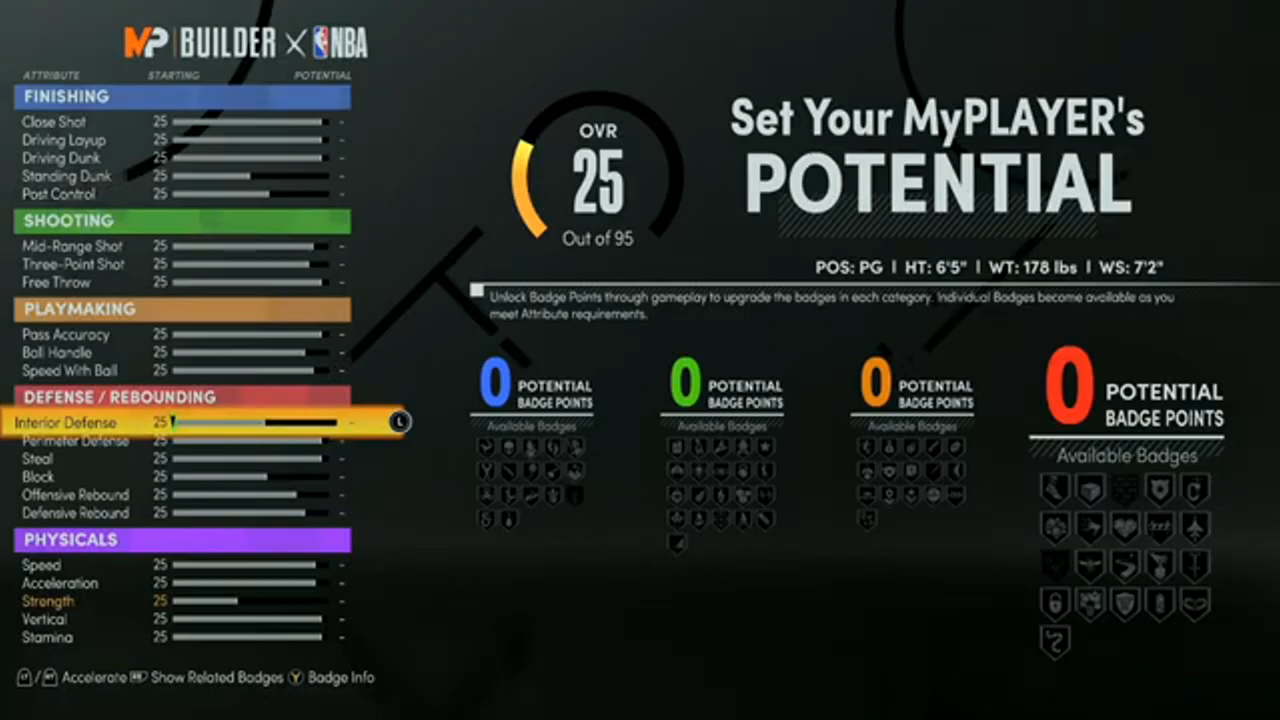 MP | BUILDER X NBA
ATTRIBUTE STARTING POTENTIAL
FINISHING
Close Shot 25 -
Driving Layup 25 -
Driving Dunk 25 -
Standing Dunk 25 -
Post Control 25 -
SHOOTING
Mid-Range Shot 25 -
Three-Point Shot 25 -
Free Throw 25 -
PLAYMAKING
Pass Accuracy 25 -
Ball Handle 25 -
Speed With Ball 25 -
DEFENSE / REBOUNDING
Interior Defense 25 - L
Perimeter Defense 25 -
Steal 25 -
Block 25 -
Offensive Rebound 25 -
Defensive Rebound 25 -
PHYSICALS
Speed 25 -
Acceleration 25 -
Strength 25 -
Vertical 25 -
Stamina 25 -
/ Accelerate Show Related Badges Y Badge Info
OVR
25
Out of 95
Set Your MyPLAYER's
POTENTIAL
POS: PG | HT: 6'5" | WT: 178 lbs | WS: 7'2"
Unlock Badge Points through gameplay to upgrade the badges in each category. Individual Badges become available as you
meet Attribute requirements.
0 POTENTIAL BADGE POINTS
Available Badges
0 POTENTIAL BADGE POINTS
Available Badges
0 POTENTIAL BADGE POINTS
Available Badges
0 POTENTIAL BADGE POINTS
Available Badges